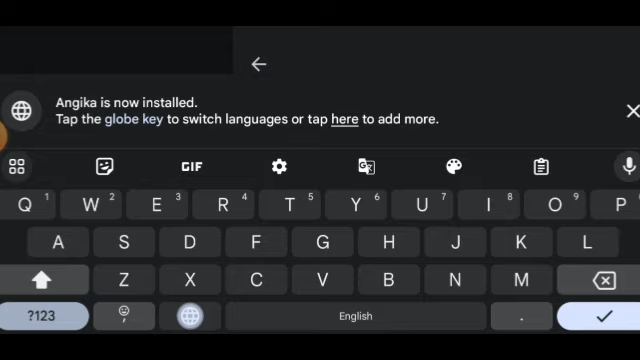 Angika is now installed.
Tap the globe key to switch languages or tap here to add more.
GIF
Q 1 W 2 E 3 R 4 T 5 Y 6 U 7 I 8 O 9 P
A S D F G H J K L
Z X C V B N M
?123 , English .